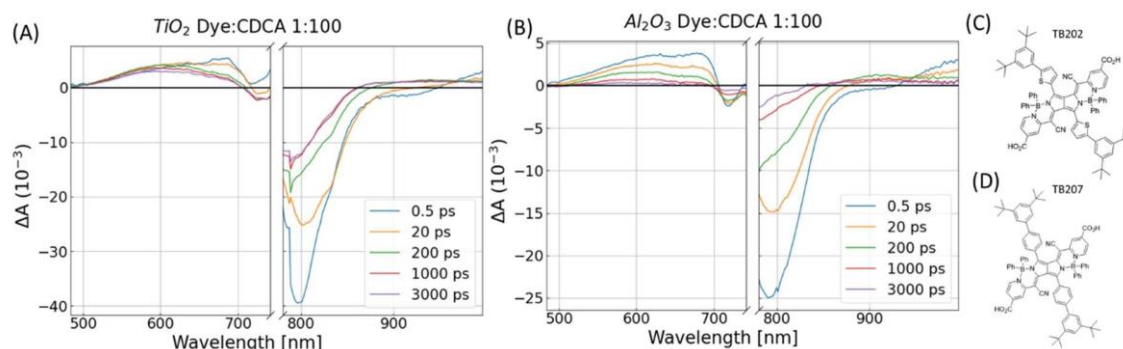 (A)
TiO2 Dye:CDCA 1:100
ΔA (10−3)
0
−10
−20
−30
−40
500
600
700
800
900
Wavelength [nm]
0.5 ps
20 ps
200 ps
1000 ps
3000 ps
(B)
Al2O3 Dye:CDCA 1:100
ΔA (10−3)
5
0
−5
−10
−15
−20
−25
500
600
700
800
900
Wavelength [nm]
0.5 ps
20 ps
200 ps
1000 ps
3000 ps
(C)
TB202
CO2H
NC
S
N
Ph
B
N
N
B
Ph
Ph
Ph
N
CN
S
HO2C
(D)
TB207
CO2H
NC
N
Ph
B
N
N
B
Ph
Ph
Ph
N
CN
HO2C